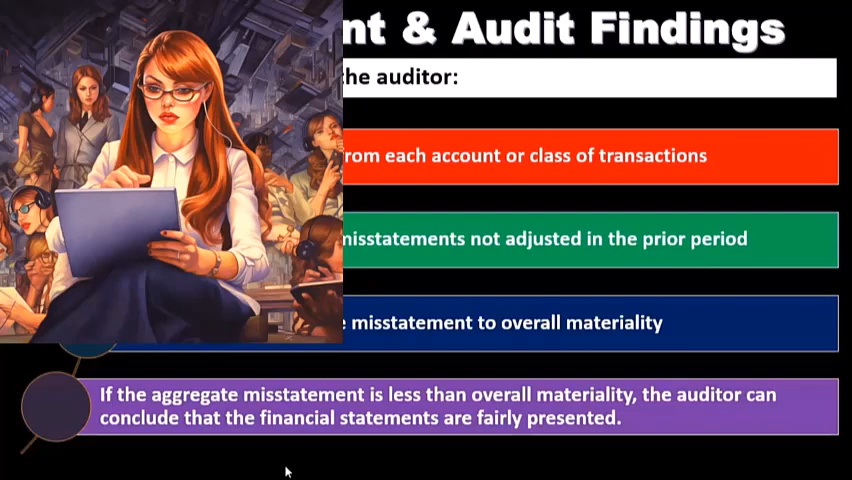 nt & Audit Findings
the auditor:
rom each account or class of transactions
misstatements not adjusted in the prior period
e misstatement to overall materiality
If the aggregate misstatement is less than overall materiality, the auditor can
conclude that the financial statements are fairly presented.